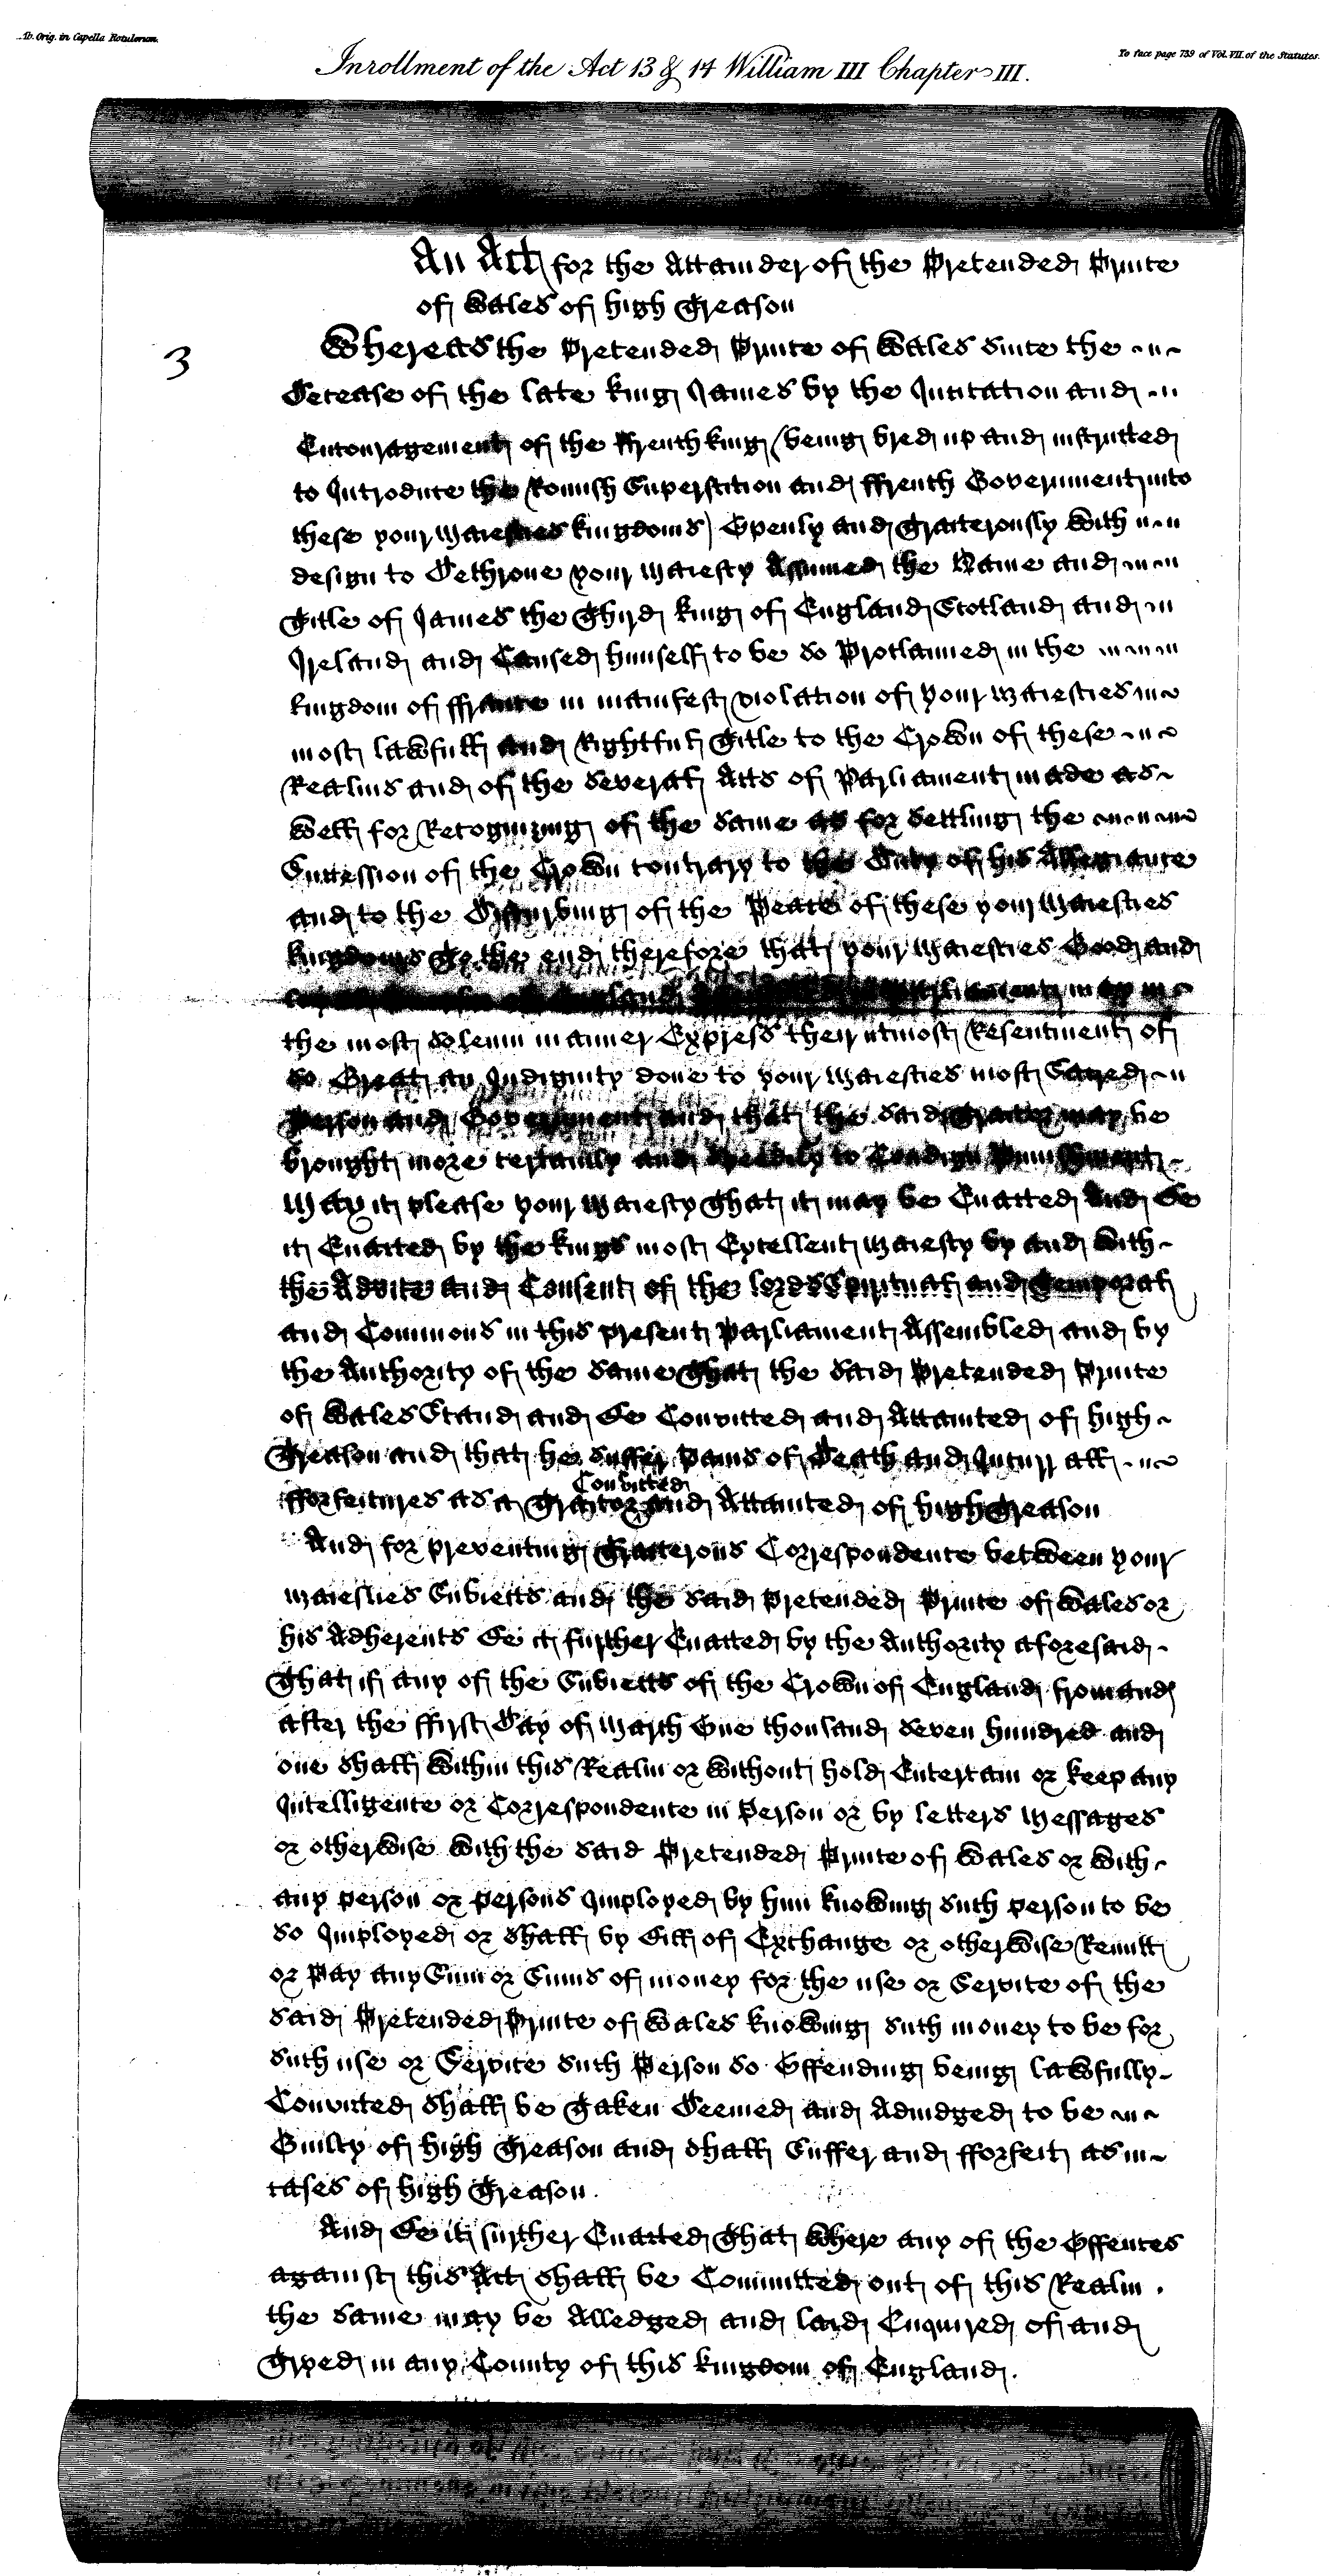 Ib. Orig. in Capella Rotulorum.
To face page 739 of Vol. VII. of the Statutes.
Inrollment of the Act 13 & 14 William III Chapter III.
An Act for the Attainder of the Pretended Prince
of Wales of high Treason
3
Whereas the Pretended Prince of Wales since the
Decease of the late King James by the Incitation and
Encouragement of the ffrench King (being bred up and instructed
to Introduce the Romish Superstition and ffrench Government into
these your Majesties Kingdoms) Openly and Traiterously with
design to Dethrone your Majesty Assumed the Name and
Title of James the Third King of England Scotland and
Ireland and Caused himself to be so Proclaimed in the
Kingdom of ffrance in manifest violation of your Majesties
most lawfull and Rightful Title to the Crown of these
Realms and of the several Acts of Parliament made as
well for Recognizing of the same as for settling the
Succession of the Crown contrary to the Duty of his Allegiance
and to the Disturbing of the Peace of these your Majesties
Kingdoms To the end therefore that your Majesties Good and
England Parliament may in
the most solemn manner Express their utmost Resentment of
so Great an Indignity done to your Majesties most Sacred
Person and Government and that the said Traitor may be
brought more certainly and speedily to Condign Punishment
May it please your Majesty That it may be Enacted And Be
it Enacted by the Kings most Excellent Majesty by and with
the Advice and Consent of the Lords Spiritual and Temporal
and Commons in this present Parliament Assembled and by
the Authority of the same That the said Pretended Prince
of Wales Stand and Be Convicted and Attainted of high
Treason and that he suffer pains of Death and Incurr all
Convicted
fforfeitures as a Traitor and Attainted of high Treason
And for preventing Traiterous Correspondence between your
Majesties Subjects and the said Pretended Prince of Wales or
his Adherents Be it further Enacted by the Authority aforesaid
That if any of the Subjects of the Crown of England from and
after the ffirst Day of March One thousand seven hundred and
one shall within this Realm or without hold Entertain or keep any
Intelligence or Correspondence in Person or by Letters Messages
or otherwise with the said Pretended Prince of Wales or with
any person or persons Imployed by him knowing such person to be
so Imployed or shall by Bill of Exchange or otherwise Remitt
or Pay any Sum or Sums of money for the use or Service of the
said Pretended Prince of Wales knowing such money to be for
such use or Service such Person so Offending being lawfully
Convicted shall be Taken Deemed and Adjudged to be
Guilty of high Treason and shall Suffer and fforfeit as in
cases of high Treason.
And Be it further Enacted That where any of the Offences
against this Act shall be Committed out of this Realm
the same may be Alledged and laid Enquired of and
Tryed in any County of this Kingdom of England.